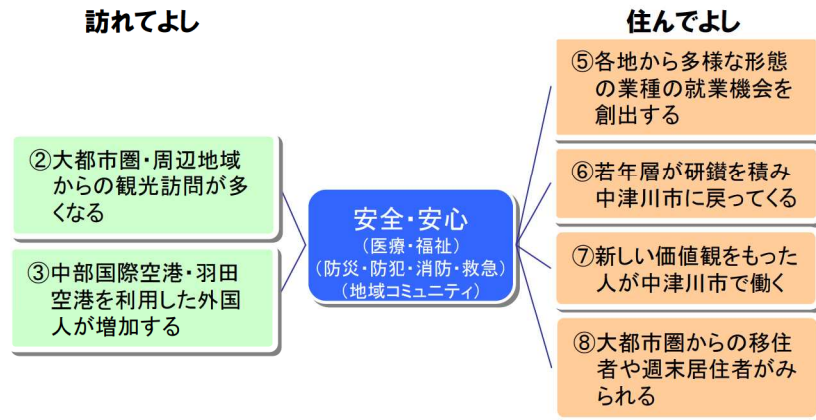 訪れてよし
住んでよし
②大都市圏・周辺地域
からの観光訪問が多
くなる
③中部国際空港・羽田
空港を利用した外国
人が増加する
安全・安心
(医療・福祉)
(防災・防犯・消防・救急)
(地域コミュニティ)
⑤各地から多様な形態
の業種の就業機会を
創出する
⑥若年層が研鑚を積み
中津川市に戻ってくる
⑦新しい価値観をもった
人が中津川市で働く
⑧大都市圏からの移住
者や週末居住者がみ
られる